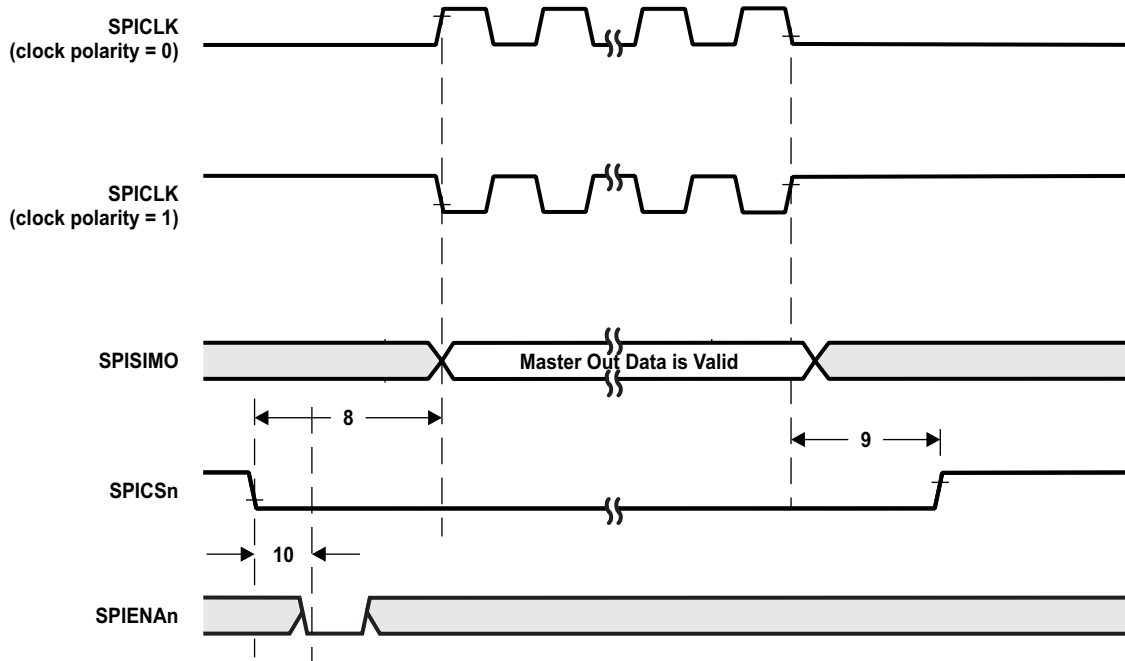 SPICLK
(clock polarity = 0)
SPICLK
(clock polarity = 1)
SPISIMO
Master Out Data is Valid
8
9
SPICSn
10
SPIENAn